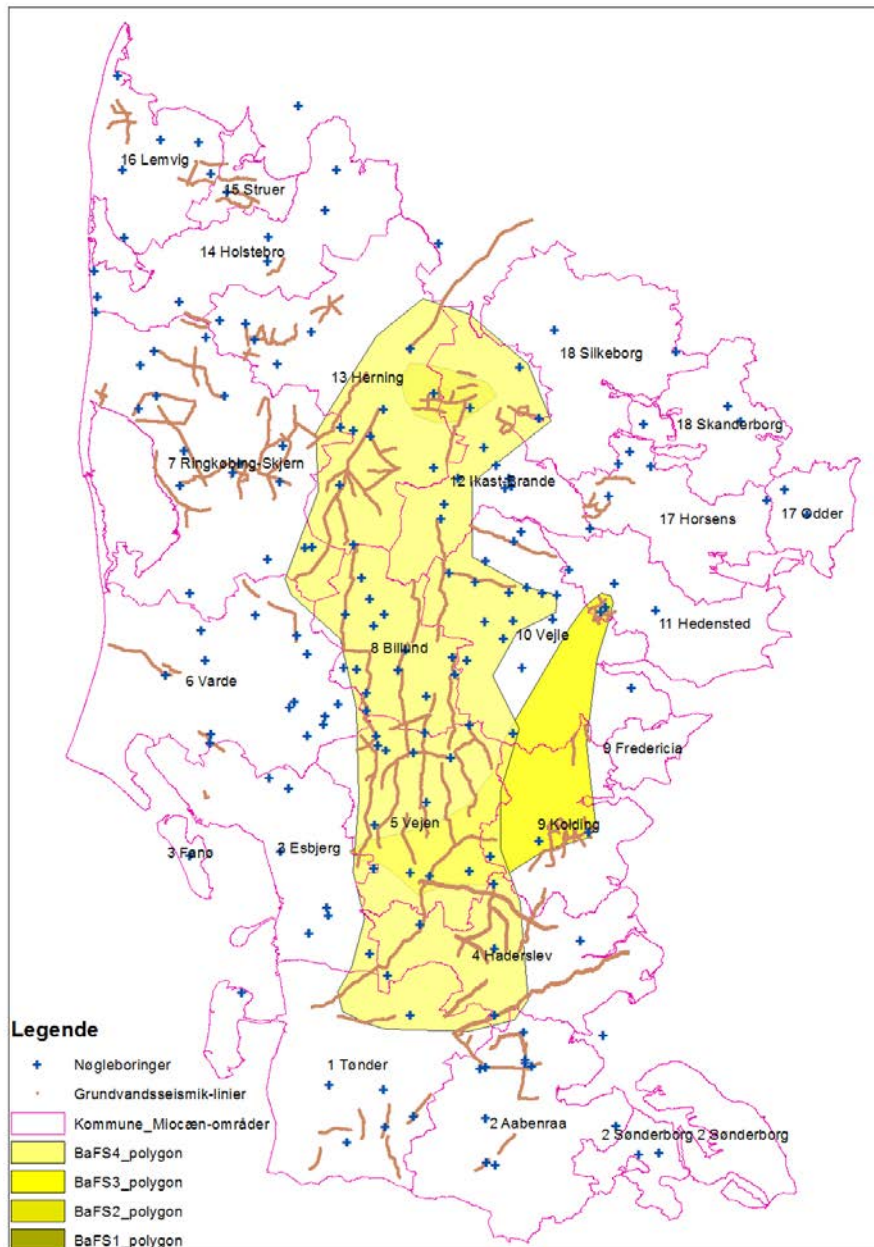 16 Lemvig
15 Struer
14 Holstebro
18 Silkeborg
13 Herning
18 Skanderborg
7 Ringkøbing-Skjern
12 Ikast-Brande
17 Horsens
17 Odder
11 Hedensted
10 Vejle
8 Billund
6 Varde
9 Fredericia
5 Vejen
9 Kolding
3 Fanø
3 Esbjerg
4 Haderslev
1 Tønder
2 Aabenraa
2 Sønderborg 2 Sønderborg
Legende
Nøgleboringer
Grundvandsseismik-linier
Kommune_Miocæn-områder
BaFS4_polygon
BaFS3_polygon
BaFS2_polygon
BaFS1_polygon